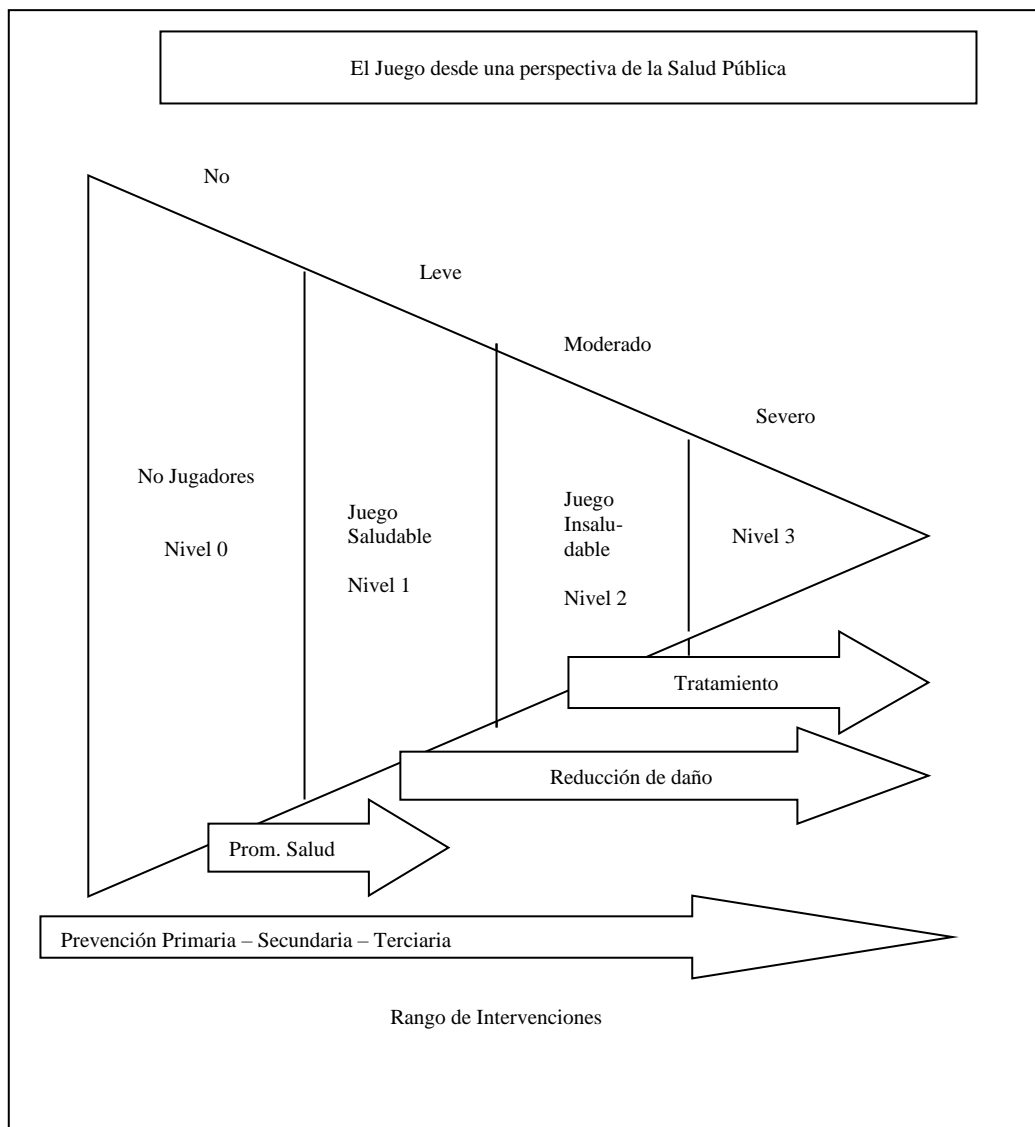 El Juego desde una perspectiva de la Salud Pública
No
Leve
Moderado
Severo
No Jugadores
Nivel 0
Juego
Saludable
Nivel 1
Juego
Insalu-
dable
Nivel 2
Nivel 3
Tratamiento
Reducción de daño
Prom. Salud
Prevención Primaria – Secundaria – Terciaria
Rango de Intervenciones